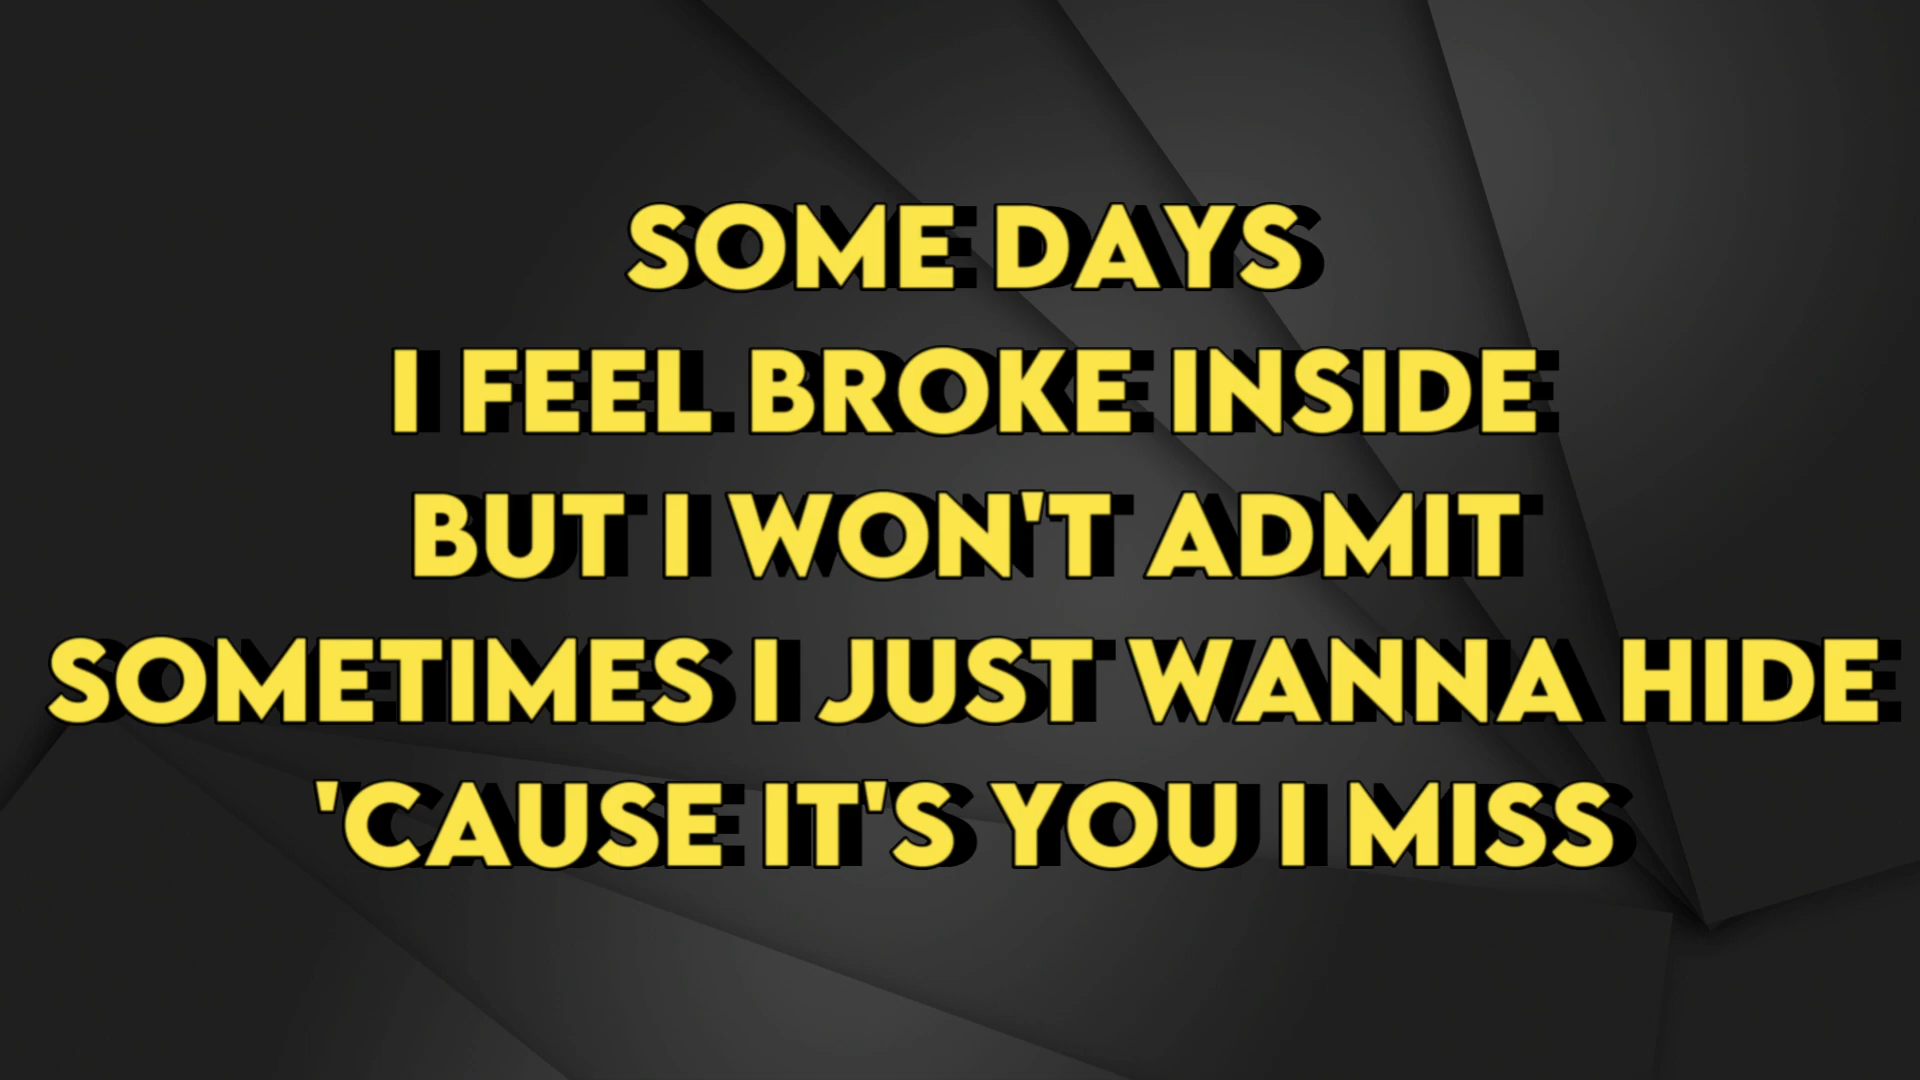 SOME DAYS
I FEEL BROKE INSIDE
BUT I WON'T ADMIT
SOMETIMES I JUST WANNA HIDE
'CAUSE IT'S YOU I MISS